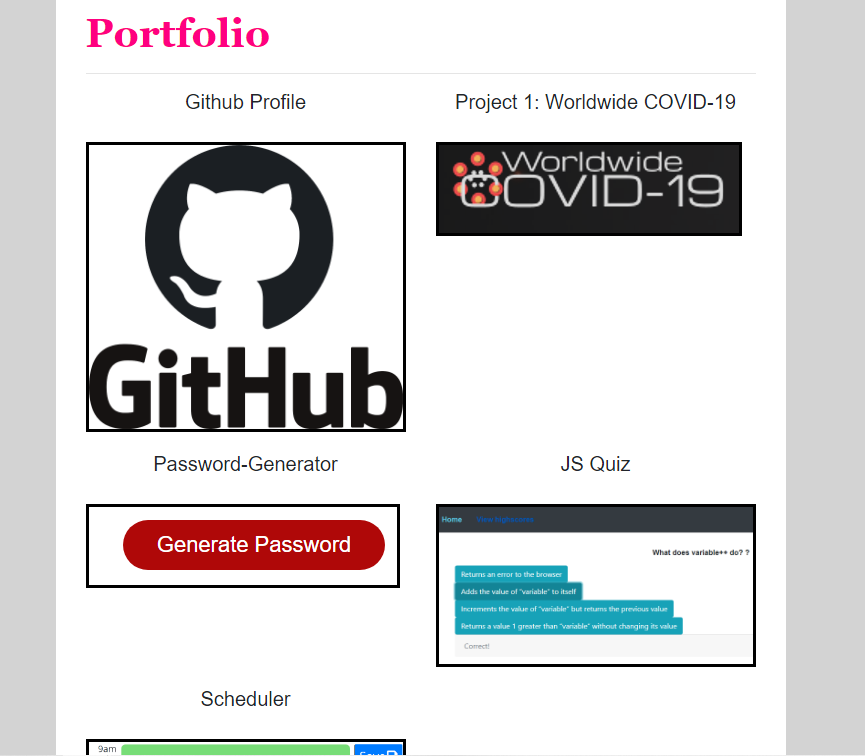 Portfolio
Github Profile
Project 1: Worldwide COVID-19
GitHub
Worldwide
COVID-19
Password-Generator
JS Quiz
Generate Password
Home View Highscores
What does variable++ do? ?
Returns an error to the browser
Adds the value of "variable" to itself
Increments the value of "variable" but returns the previous value
Returns a value 1 greater than "variable" without changing its value
Correct!
Scheduler
9am
Save